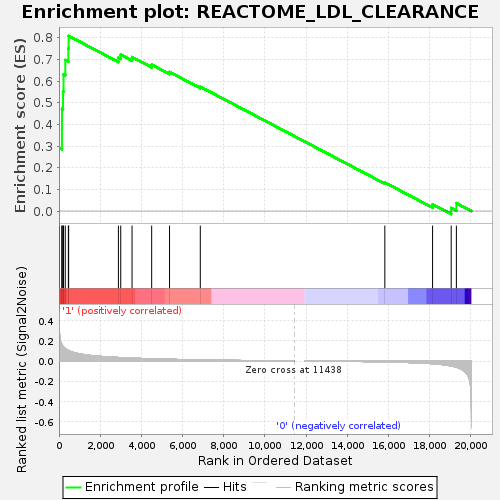 Enrichment plot: REACTOME_LDL_CLEARANCE
Enrichment score (ES)
0.8
0.7
0.6
0.5
0.4
0.3
0.2
0.1
0.0
'1' (positively correlated)
Ranked list metric (Signal2Noise)
0.4
0.2
0.0
-0.2
-0.4
-0.6
Zero cross at 11438
'0' (negatively correlated)
0 2,000 4,000 6,000 8,000 10,000 12,000 14,000 16,000 18,000 20,000
Rank in Ordered Dataset
Enrichment profile Hits Ranking metric scores